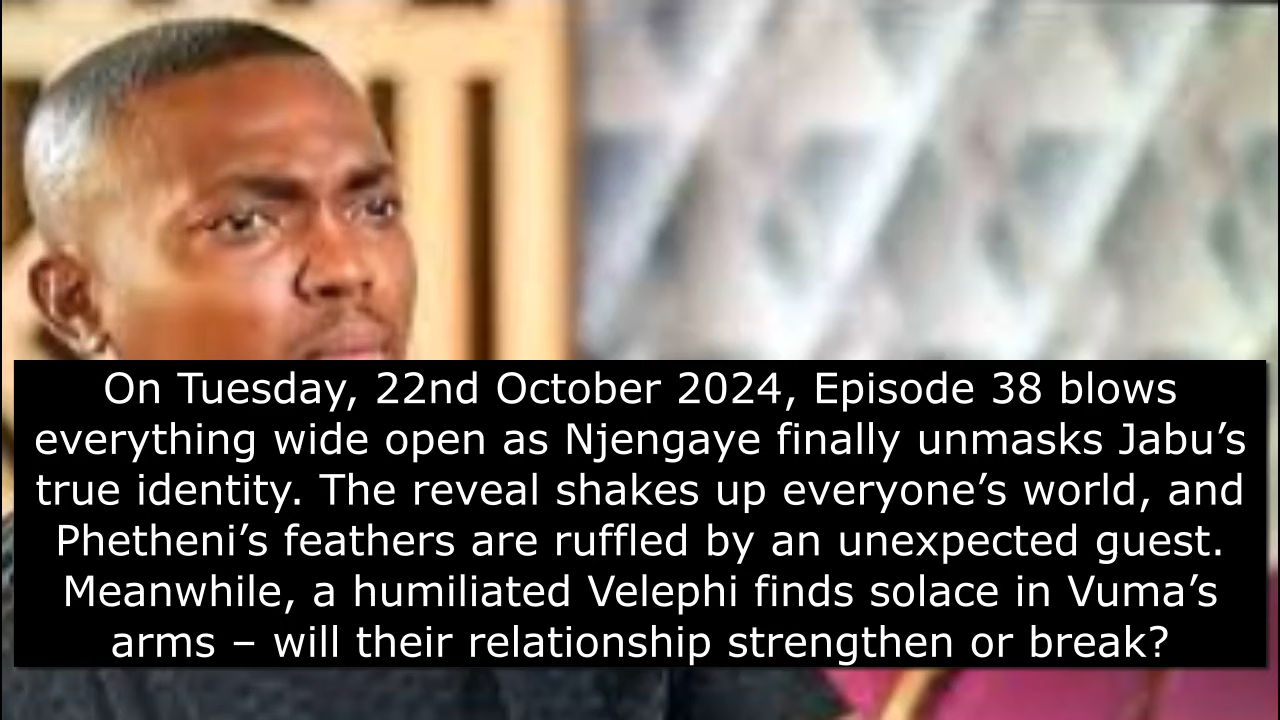 On Tuesday, 22nd October 2024, Episode 38 blows
everything wide open as Njengaye finally unmasks Jabu’s
true identity. The reveal shakes up everyone’s world, and
Phetheni’s feathers are ruffled by an unexpected guest.
Meanwhile, a humiliated Velephi finds solace in Vuma’s
arms – will their relationship strengthen or break?